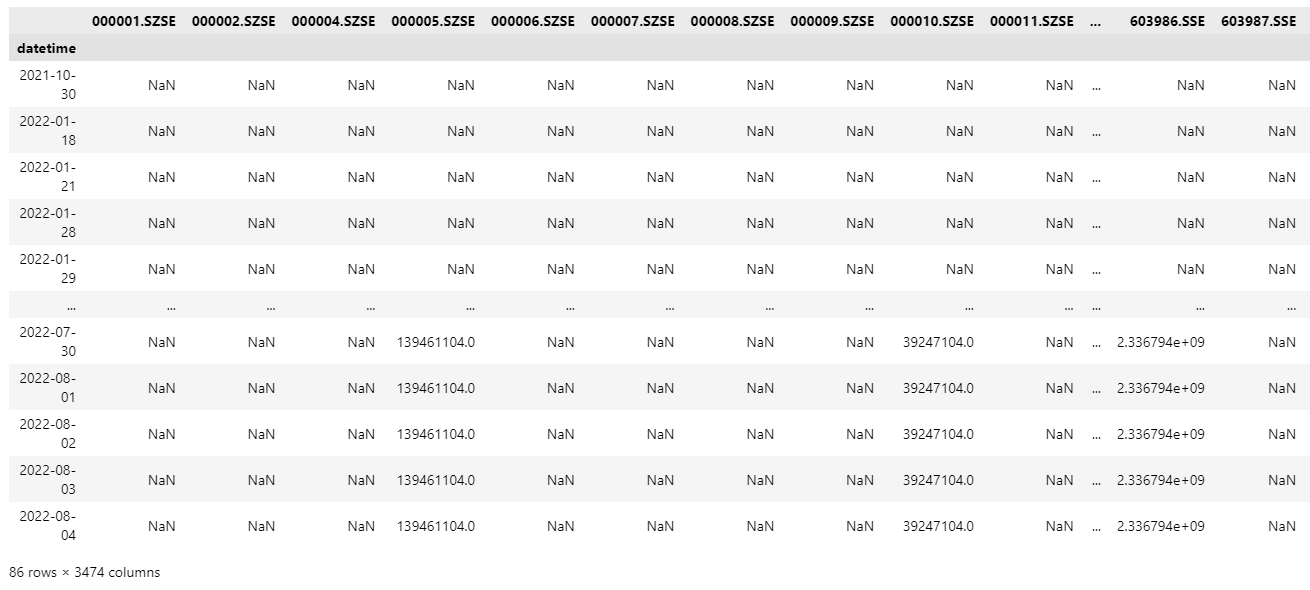 000001.SZSE 000002.SZSE 000004.SZSE 000005.SZSE 000006.SZSE 000007.SZSE 000008.SZSE 000009.SZSE 000010.SZSE 000011.SZSE ... 603986.SSE 603987.SSE
datetime
2021-10-
30 NaN NaN NaN NaN NaN NaN NaN NaN NaN NaN ... NaN NaN
2022-01-
18 NaN NaN NaN NaN NaN NaN NaN NaN NaN NaN ... NaN NaN
2022-01-
21 NaN NaN NaN NaN NaN NaN NaN NaN NaN NaN ... NaN NaN
2022-01-
28 NaN NaN NaN NaN NaN NaN NaN NaN NaN NaN ... NaN NaN
2022-01-
29 NaN NaN NaN NaN NaN NaN NaN NaN NaN NaN ... NaN NaN
... ... ... ... ... ... ... ... ... ... ... ... ... ...
2022-07-
30 NaN NaN NaN 139461104.0 NaN NaN NaN NaN 39247104.0 NaN ... 2.336794e+09 NaN
2022-08-
01 NaN NaN NaN 139461104.0 NaN NaN NaN NaN 39247104.0 NaN ... 2.336794e+09 NaN
2022-08-
02 NaN NaN NaN 139461104.0 NaN NaN NaN NaN 39247104.0 NaN ... 2.336794e+09 NaN
2022-08-
03 NaN NaN NaN 139461104.0 NaN NaN NaN NaN 39247104.0 NaN ... 2.336794e+09 NaN
2022-08-
04 NaN NaN NaN 139461104.0 NaN NaN NaN NaN 39247104.0 NaN ... 2.336794e+09 NaN
86 rows × 3474 columns